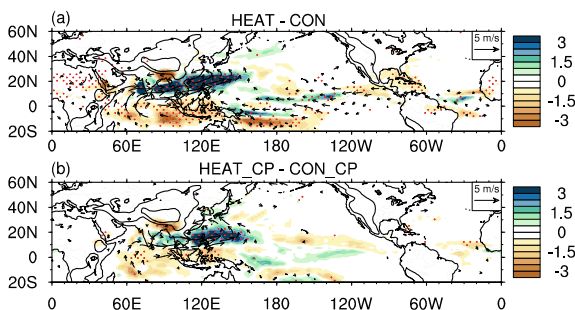 (a) HEAT - CON
60N
40N
20N
0
20S
5 m/s
3
1.5
0
-1.5
-3
(b) HEAT_CP - CON_CP
60N
40N
20N
0
20S
5 m/s
3
1.5
0
-1.5
-3
0 60E 120E 180 120W 60W 0